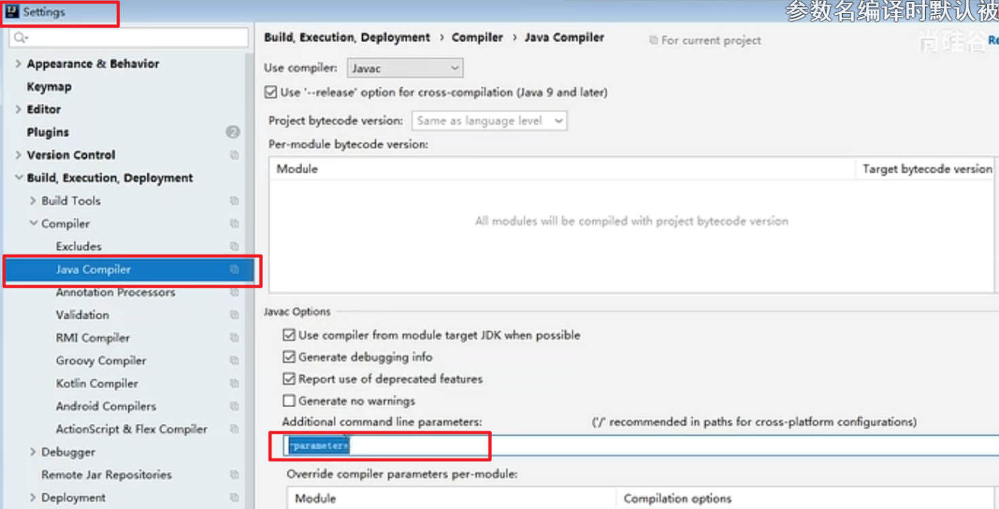 Settings
参数名编译时默认被
尚硅谷
Appearance & Behavior
Keymap
Editor
Plugins
2
Version Control
Build, Execution, Deployment
Build Tools
Compiler
Excludes
Java Compiler
Annotation Processors
Validation
RMI Compiler
Groovy Compiler
Kotlin Compiler
Android Compilers
ActionScript & Flex Compiler
Debugger
Remote Jar Repositories
Deployment
Build, Execution, Deployment › Compiler › Java Compiler
For current project
Re
Use compiler: Javac
Use '--release' option for cross-compilation (Java 9 and later)
Project bytecode version: Same as language level
Per-module bytecode version:
Module Target bytecode version
All modules will be compiled with project bytecode version
Javac Options
Use compiler from module target JDK when possible
Generate debugging info
Report use of deprecated features
Generate no warnings
Additional command line parameters: ('/' recommended in paths for cross-platform configurations)
-parameters
Override compiler parameters per-module:
Module Compilation options